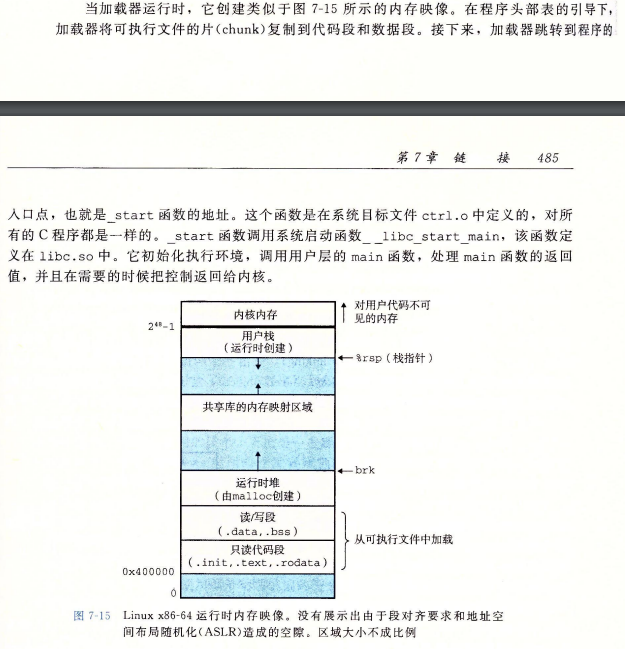 当加载器运行时，它创建类似于图 7-15 所示的内存映像。在程序头部表的引导下，
加载器将可执行文件的片(chunk)复制到代码段和数据段。接下来，加载器跳转到程序的
第 7 章 链 接 485
入口点，也就是_start 函数的地址。这个函数是在系统目标文件 ctrl.o 中定义的，对所
有的 C 程序都是一样的。_start 函数调用系统启动函数__libc_start_main，该函数定
义在 libc.so 中。它初始化执行环境，调用用户层的 main 函数，处理 main 函数的返回
值，并且在需要的时候把控制返回给内核。
内核内存
对用户代码不可
见的内存
2⁴⁸-1
用户栈
(运行时创建)
%rsp (栈指针)
共享库的内存映射区域
brk
运行时堆
(由malloc创建)
读/写段
(.data,.bss)
从可执行文件中加载
只读代码段
(.init,.text,.rodata)
0x400000
0
图 7-15 Linux x86-64 运行时内存映像。没有展示出由于段对齐要求和地址空
间布局随机化(ASLR)造成的空隙。区域大小不成比例